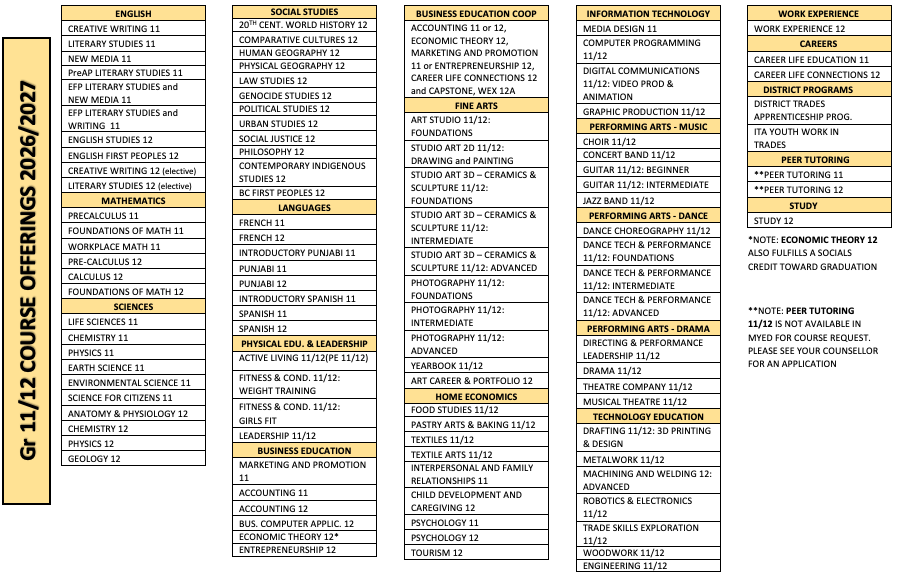 Gr 11/12 COURSE OFFERINGS 2026/2027
ENGLISH
CREATIVE WRITING 11
LITERARY STUDIES 11
NEW MEDIA 11
PreAP LITERARY STUDIES 11
EFP LITERARY STUDIES and
NEW MEDIA 11
EFP LITERARY STUDIES and
WRITING 11
ENGLISH STUDIES 12
ENGLISH FIRST PEOPLES 12
CREATIVE WRITING 12 (elective)
LITERARY STUDIES 12 (elective)
MATHEMATICS
PRECALCULUS 11
FOUNDATIONS OF MATH 11
WORKPLACE MATH 11
PRE-CALCULUS 12
CALCULUS 12
FOUNDATIONS OF MATH 12
SCIENCES
LIFE SCIENCES 11
CHEMISTRY 11
PHYSICS 11
EARTH SCIENCE 11
ENVIRONMENTAL SCIENCE 11
SCIENCE FOR CITIZENS 11
ANATOMY & PHYSIOLOGY 12
CHEMISTRY 12
PHYSICS 12
GEOLOGY 12
SOCIAL STUDIES
20TH CENT. WORLD HISTORY 12
COMPARATIVE CULTURES 12
HUMAN GEOGRAPHY 12
PHYSICAL GEOGRAPHY 12
LAW STUDIES 12
GENOCIDE STUDIES 12
POLITICAL STUDIES 12
URBAN STUDIES 12
SOCIAL JUSTICE 12
PHILOSOPHY 12
CONTEMPORARY INDIGENOUS
STUDIES 12
BC FIRST PEOPLES 12
LANGUAGES
FRENCH 11
FRENCH 12
INTRODUCTORY PUNJABI 11
PUNJABI 11
PUNJABI 12
INTRODUCTORY SPANISH 11
SPANISH 11
SPANISH 12
PHYSICAL EDU. & LEADERSHIP
ACTIVE LIVING 11/12(PE 11/12)
FITNESS & COND. 11/12:
WEIGHT TRAINING
FITNESS & COND. 11/12:
GIRLS FIT
LEADERSHIP 11/12
BUSINESS EDUCATION
MARKETING AND PROMOTION
11
ACCOUNTING 11
ACCOUNTING 12
BUS. COMPUTER APPLIC. 12
ECONOMIC THEORY 12*
ENTREPRENEURSHIP 12
BUSINESS EDUCATION COOP
ACCOUNTING 11 or 12,
ECONOMIC THEORY 12,
MARKETING AND PROMOTION
11 or ENTREPRENEURSHIP 12,
CAREER LIFE CONNECTIONS 12
and CAPSTONE, WEX 12A
FINE ARTS
ART STUDIO 11/12:
FOUNDATIONS
STUDIO ART 2D 11/12:
DRAWING and PAINTING
STUDIO ART 3D – CERAMICS &
SCULPTURE 11/12:
FOUNDATIONS
STUDIO ART 3D – CERAMICS &
SCULPTURE 11/12:
INTERMEDIATE
STUDIO ART 3D – CERAMICS &
SCULPTURE 11/12: ADVANCED
PHOTOGRAPHY 11/12:
FOUNDATIONS
PHOTOGRAPHY 11/12:
INTERMEDIATE
PHOTOGRAPHY 11/12:
ADVANCED
YEARBOOK 11/12
ART CAREER & PORTFOLIO 12
HOME ECONOMICS
FOOD STUDIES 11/12
PASTRY ARTS & BAKING 11/12
TEXTILES 11/12
TEXTILE ARTS 11/12
INTERPERSONAL AND FAMILY
RELATIONSHIPS 11
CHILD DEVELOPMENT AND
CAREGIVING 12
PSYCHOLOGY 11
PSYCHOLOGY 12
TOURISM 12
INFORMATION TECHNOLOGY
MEDIA DESIGN 11
COMPUTER PROGRAMMING
11/12
DIGITAL COMMUNICATIONS
11/12: VIDEO PROD &
ANIMATION
GRAPHIC PRODUCTION 11/12
PERFORMING ARTS - MUSIC
CHOIR 11/12
CONCERT BAND 11/12
GUITAR 11/12: BEGINNER
GUITAR 11/12: INTERMEDIATE
JAZZ BAND 11/12
PERFORMING ARTS - DANCE
DANCE CHOREOGRAPHY 11/12
DANCE TECH & PERFORMANCE
11/12: FOUNDATIONS
DANCE TECH & PERFORMANCE
11/12: INTERMEDIATE
DANCE TECH & PERFORMANCE
11/12: ADVANCED
PERFORMING ARTS - DRAMA
DIRECTING & PERFORMANCE
LEADERSHIP 11/12
DRAMA 11/12
THEATRE COMPANY 11/12
MUSICAL THEATRE 11/12
TECHNOLOGY EDUCATION
DRAFTING 11/12: 3D PRINTING
& DESIGN
METALWORK 11/12
MACHINING AND WELDING 12:
ADVANCED
ROBOTICS & ELECTRONICS
11/12
TRADE SKILLS EXPLORATION
11/12
WOODWORK 11/12
ENGINEERING 11/12
WORK EXPERIENCE
WORK EXPERIENCE 12
CAREERS
CAREER LIFE EDUCATION 11
CAREER LIFE CONNECTIONS 12
DISTRICT PROGRAMS
DISTRICT TRADES
APPRENTICESHIP PROG.
ITA YOUTH WORK IN
TRADES
PEER TUTORING
**PEER TUTORING 11
**PEER TUTORING 12
STUDY
STUDY 12
*NOTE: ECONOMIC THEORY 12
ALSO FULFILLS A SOCIALS
CREDIT TOWARD GRADUATION
**NOTE: PEER TUTORING
11/12 IS NOT AVAILABLE IN
MYED FOR COURSE REQUEST.
PLEASE SEE YOUR COUNSELLOR
FOR AN APPLICATION